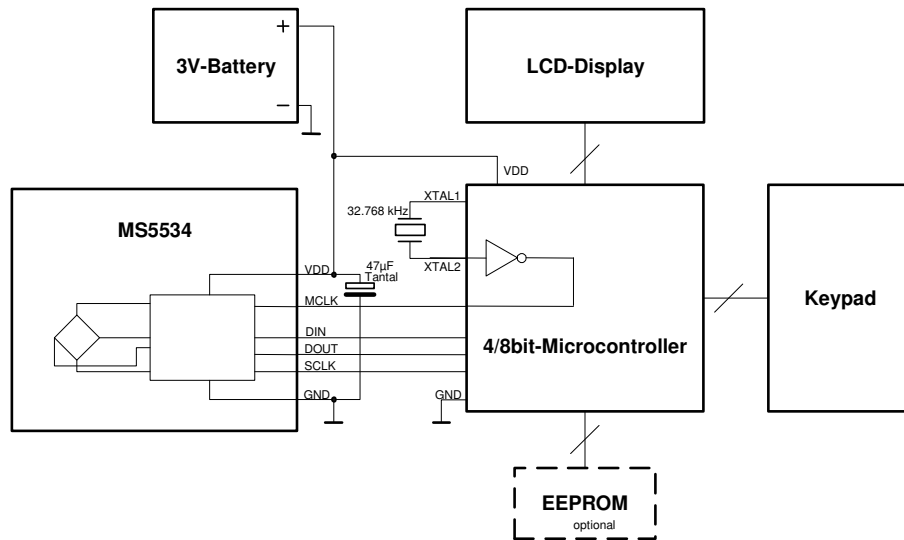 +
3V-Battery
−
LCD-Display
VDD
MS5534
XTAL1
32.768 kHz
XTAL2
47µF
Tantal
VDD
MCLK
DIN
DOUT
SCLK
GND
4/8bit-Microcontroller
GND
Keypad
EEPROM
optional